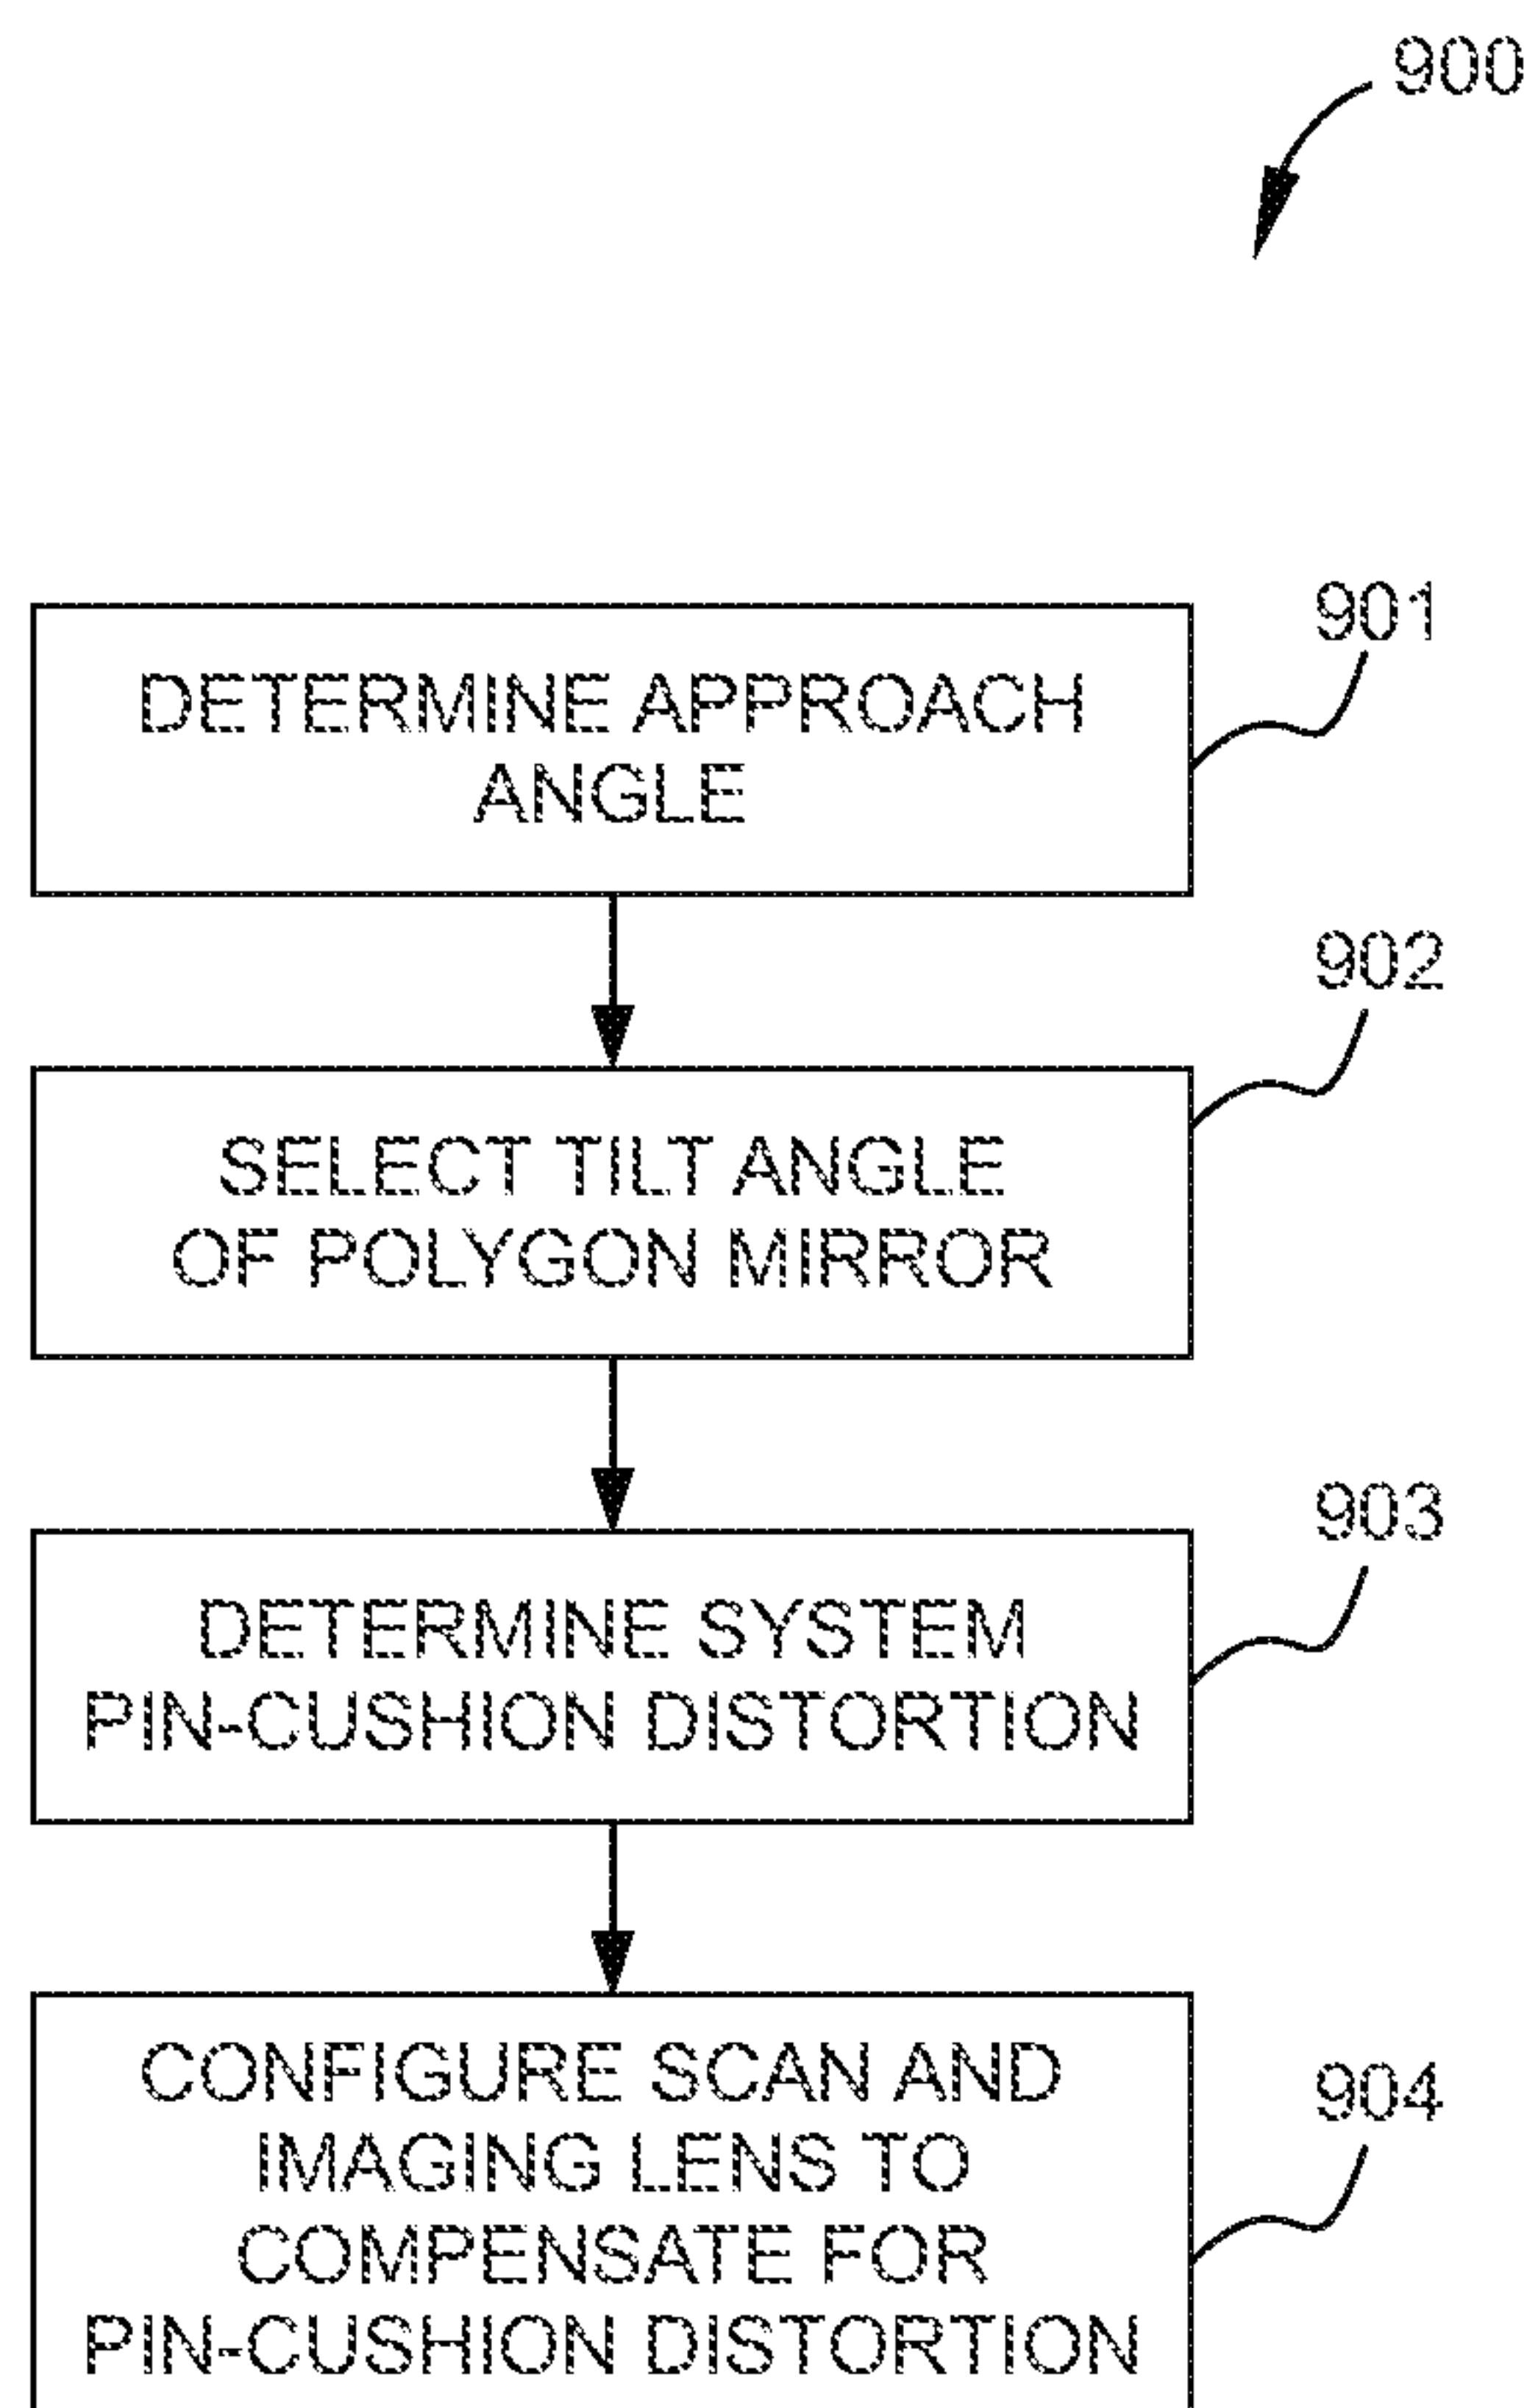 900
901
DETERMINE APPROACH
ANGLE
902
SELECT TILT ANGLE
OF POLYGON MIRROR
903
DETERMINE SYSTEM
PIN-CUSHION DISTORTION
904
CONFIGURE SCAN AND
IMAGING LENS TO
COMPENSATE FOR
PIN-CUSHION DISTORTION